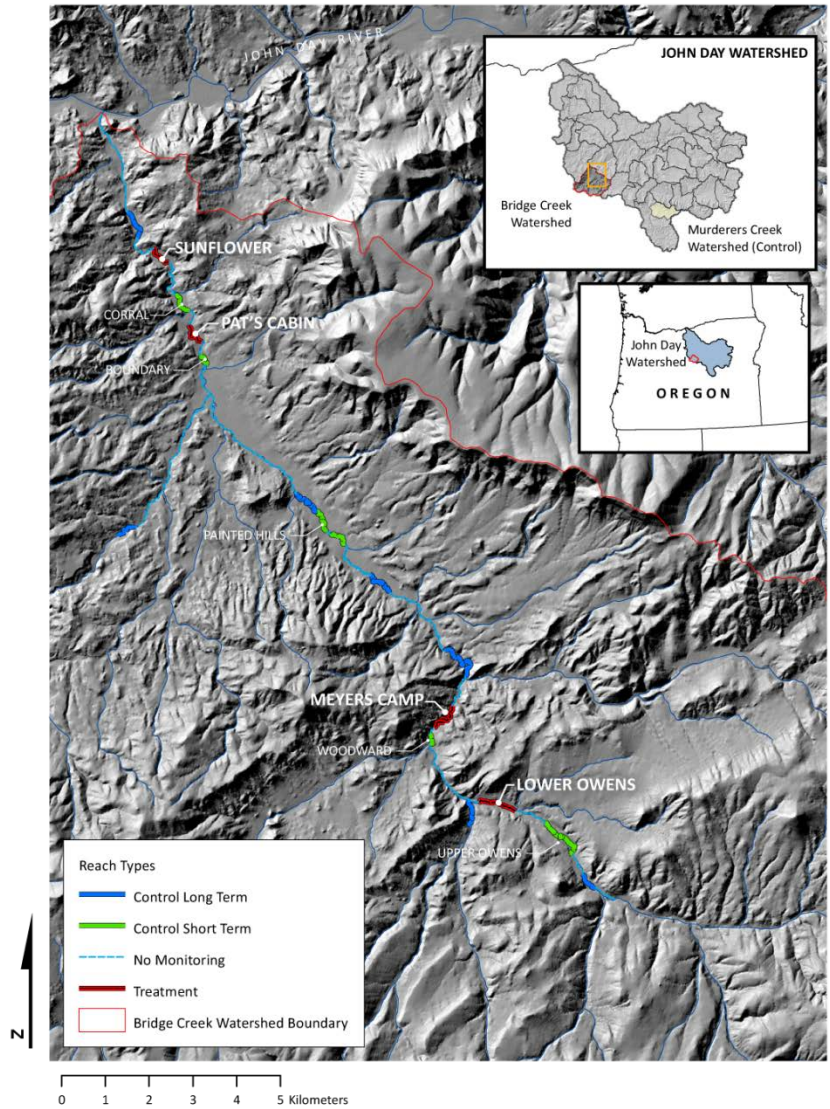 JOHN DAY RIVER
JOHN DAY WATERSHED
Bridge Creek
Watershed
Murderers Creek
Watershed (Control)
John Day
Watershed
OREGON
SUNFLOWER
CORRAL
PAT'S CABIN
BOUNDARY
PAINTED HILLS
MEYERS CAMP
WOODWARD
LOWER OWENS
UPPER OWENS
Reach Types
Control Long Term
Control Short Term
No Monitoring
Treatment
Bridge Creek Watershed Boundary
N
0 1 2 3 4 5 Kilometers